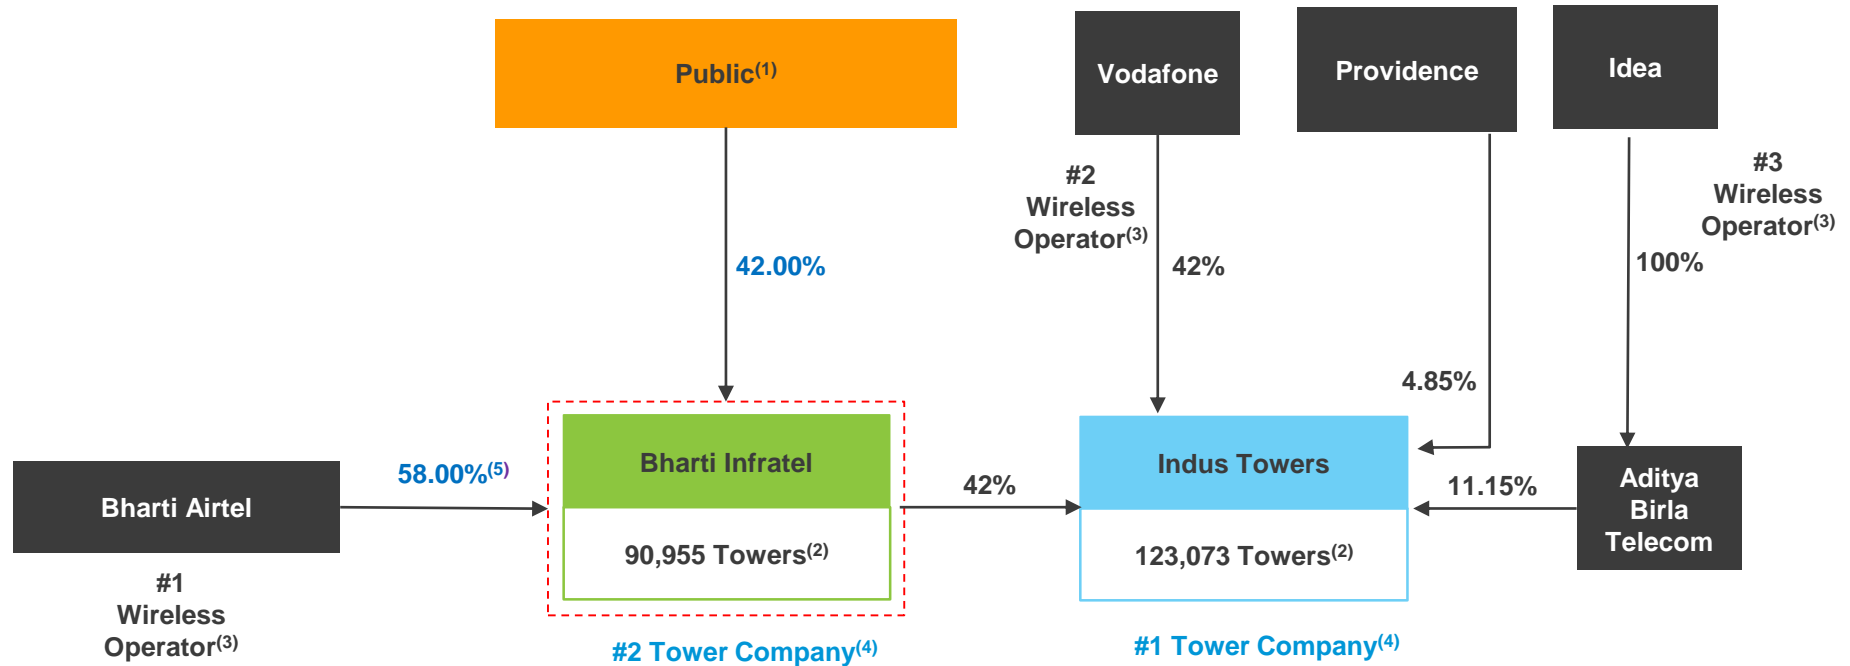 Public(1)
Vodafone
Providence
Idea
#2
Wireless
Operator(3)
#3
Wireless
Operator(3)
42.00%
42%
100%
4.85%
Bharti Airtel
#1
Wireless
Operator(3)
58.00%(5)
Bharti Infratel
90,955 Towers(2)
#2 Tower Company(4)
42%
Indus Towers
123,073 Towers(2)
#1 Tower Company(4)
11.15%
Aditya
Birla
Telecom